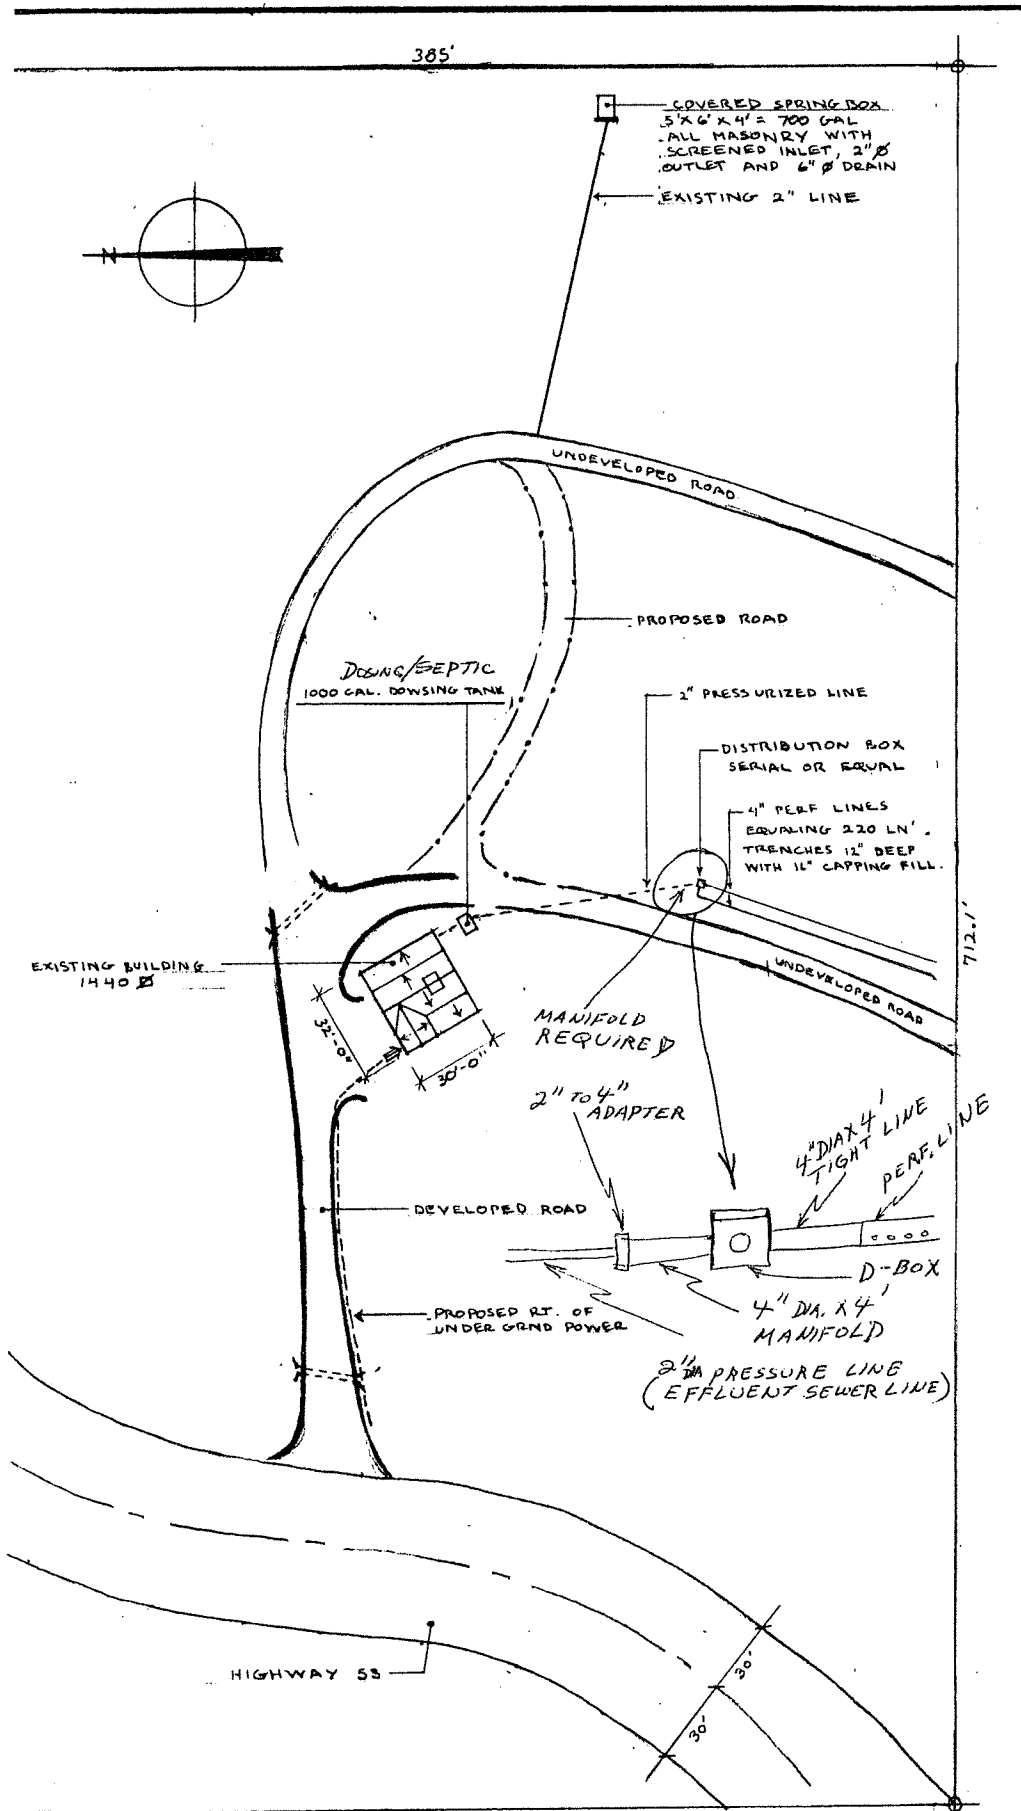 385'
COVERED SPRING BOX
5'X6'X4' = 700 GAL
ALL MASONRY WITH
SCREENED INLET, 2"Ø
OUTLET AND 6"Ø DRAIN
EXISTING 2" LINE
N
UNDEVELOPED ROAD
PROPOSED ROAD
DOSING/SEPTIC
1000 GAL. DOWSING TANK
2" PRESSURIZED LINE
DISTRIBUTION BOX
SERIAL OR EQUAL
4" PERF LINES
EQUALING 220 LN'.
TRENCHES 12" DEEP
WITH 16" CAPPING FILL.
712.1'
EXISTING BUILDING
1440 Ø
UNDEVELOPED ROAD
32'-0"
30'-0"
MANIFOLD
REQUIRED
2" TO 4"
ADAPTER
4" DIA X 4'
TIGHT LINE
PERF. LINE
DEVELOPED ROAD
D-BOX
4" DIA. X 4'
MANIFOLD
PROPOSED RT. OF
UNDER GRND POWER
2" DIA PRESSURE LINE
(EFFLUENT SEWER LINE)
HIGHWAY 53
30'
30'